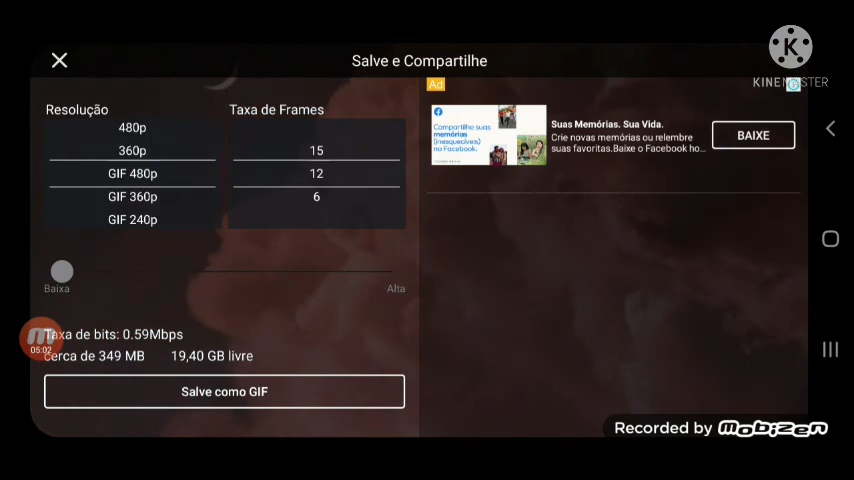 Salve e Compartilhe
K
KINEMASTER
Resolução
480p
360p
GIF 480p
GIF 360p
GIF 240p
Taxa de Frames
15
12
6
Baixa
Alta
Taxa de bits: 0.59Mbps
cerca de 349 MB 19,40 GB livre
05:02
Salve como GIF
Ad
Compartilhe suas
memórias
(inesquecíveis)
no Facebook.
Suas Memórias. Sua Vida.
Crie novas memórias ou relembre
suas favoritas.Baixe o Facebook ho...
BAIXE
Recorded by mobizen